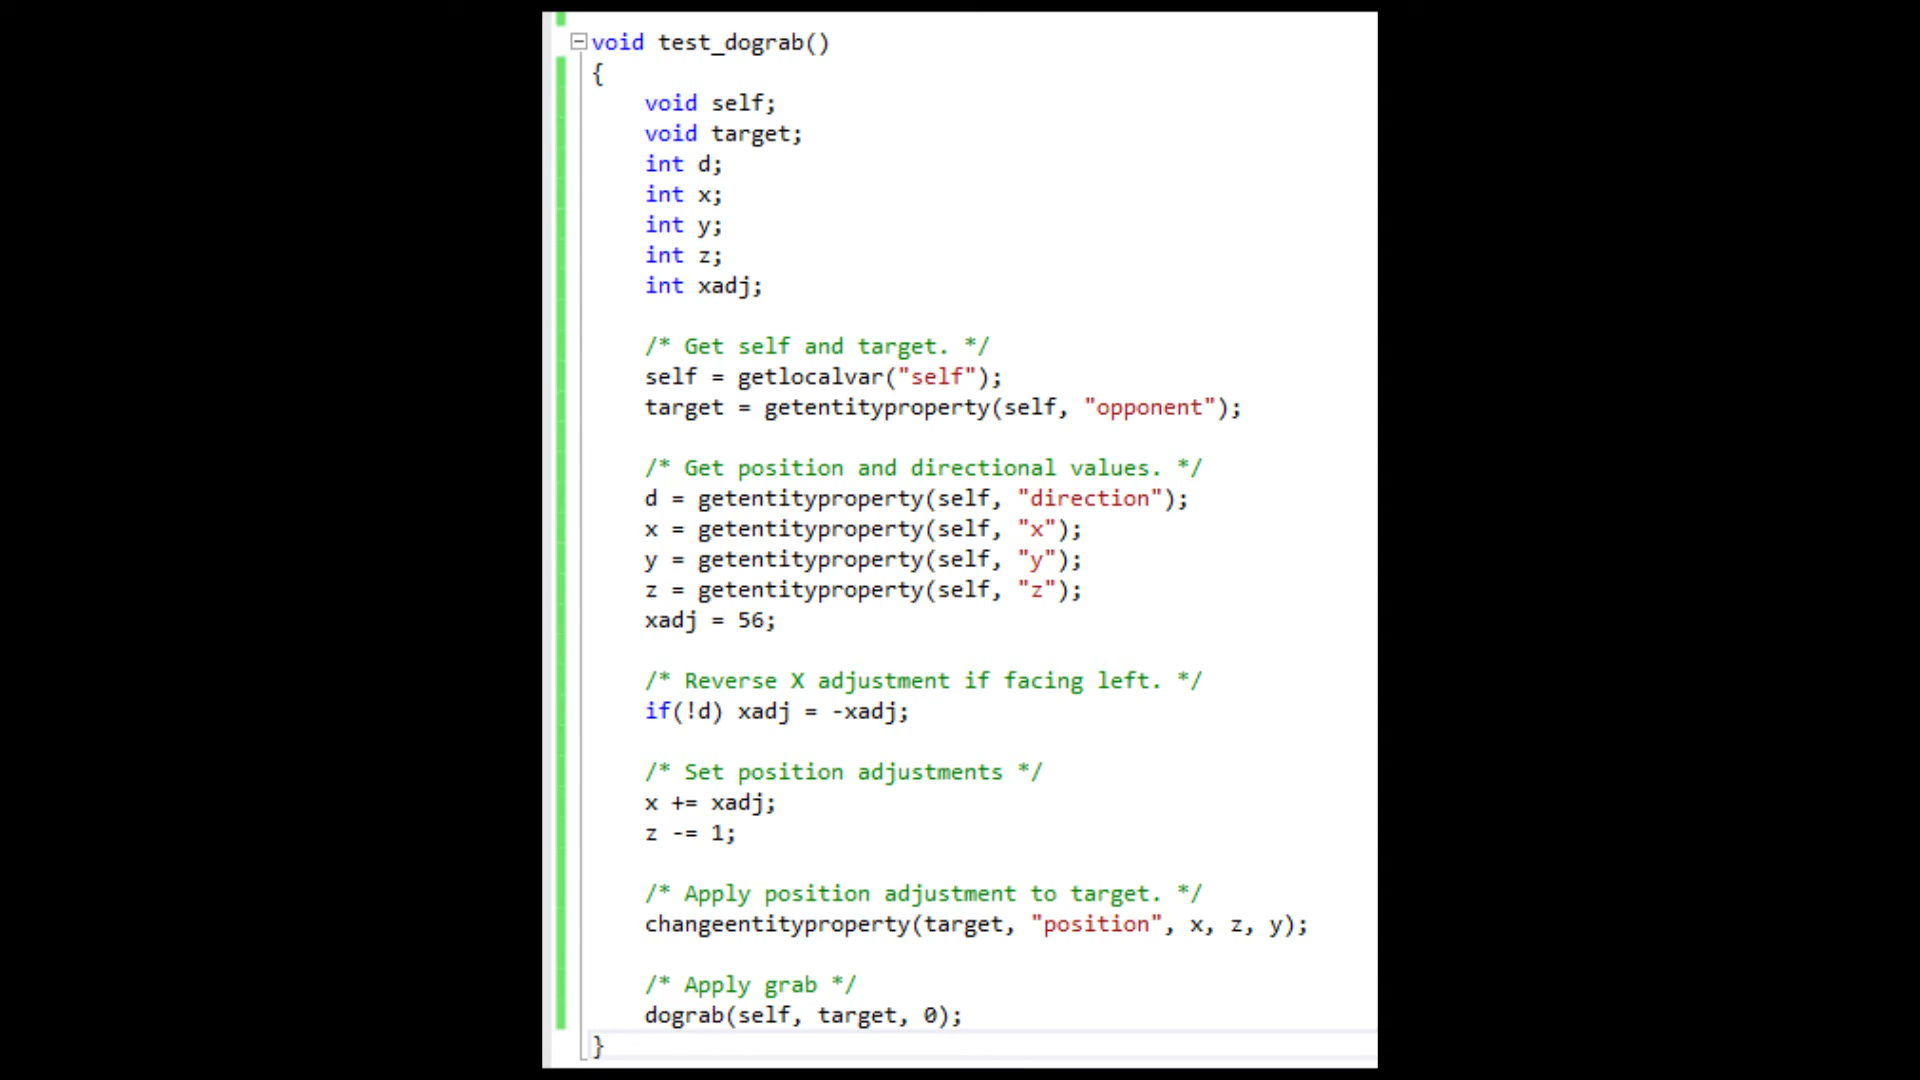 void test_dograb()
{
void self;
void target;
int d;
int x;
int y;
int z;
int xadj;
/* Get self and target. */
self = getlocalvar("self");
target = getentityproperty(self, "opponent");
/* Get position and directional values. */
d = getentityproperty(self, "direction");
x = getentityproperty(self, "x");
y = getentityproperty(self, "y");
z = getentityproperty(self, "z");
xadj = 56;
/* Reverse X adjustment if facing left. */
if(!d) xadj = -xadj;
/* Set position adjustments */
x += xadj;
z -= 1;
/* Apply position adjustment to target. */
changeentityproperty(target, "position", x, z, y);
/* Apply grab */
dograb(self, target, 0);
}